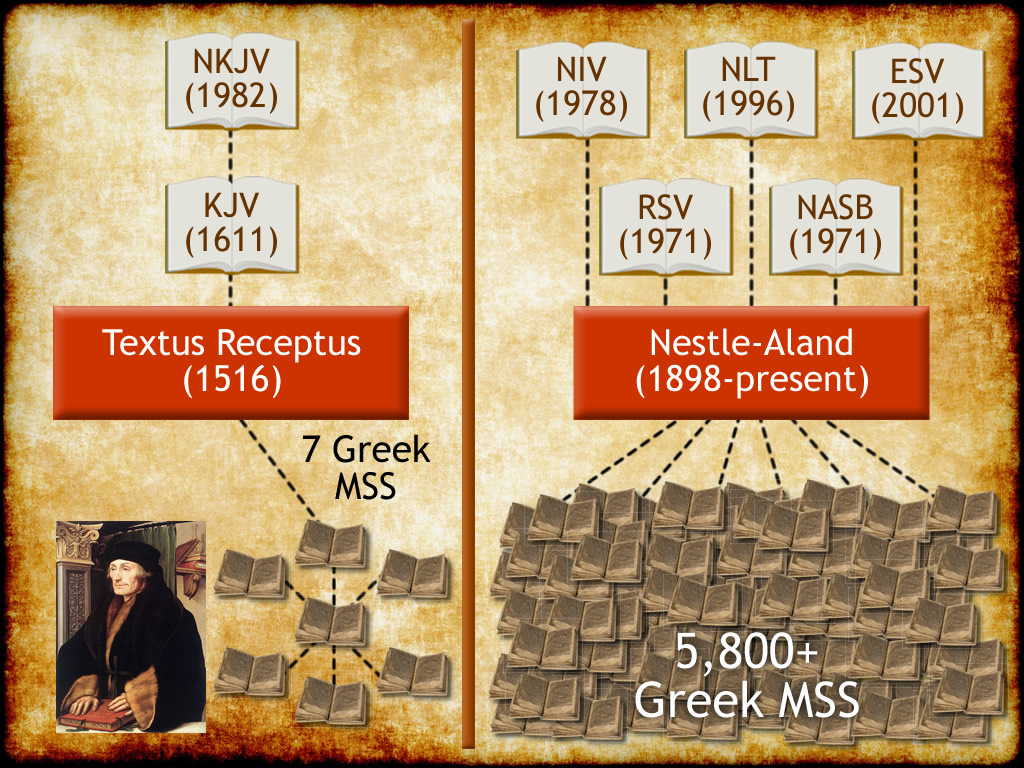 NKJV
(1982)
KJV
(1611)
Textus Receptus
(1516)
7 Greek
MSS
NIV
(1978)
NLT
(1996)
ESV
(2001)
RSV
(1971)
NASB
(1971)
Nestle-Aland
(1898-present)
5,800+
Greek MSS